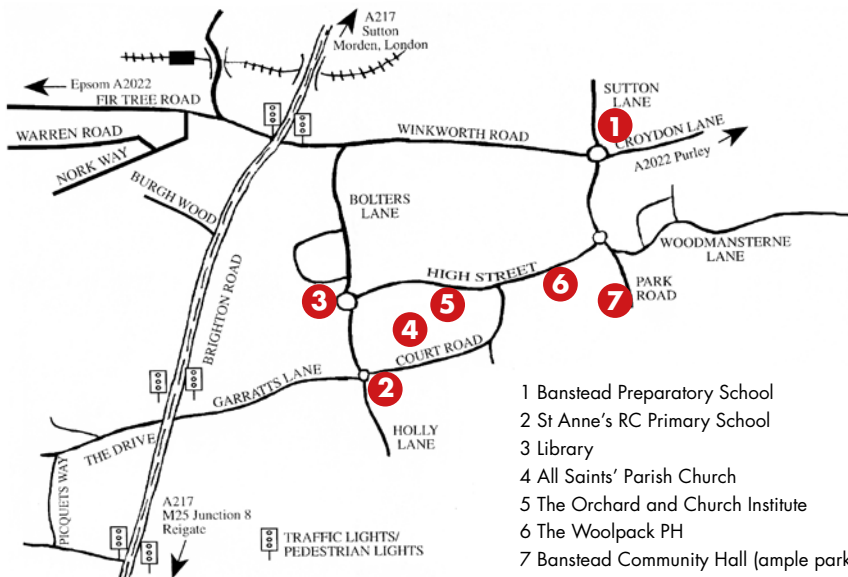 A217
Sutton
Morden, London
Epsom A2022
FIR TREE ROAD
SUTTON
LANE
1
CROYDON LANE
A2022 Purley
WARREN ROAD
WINKWORTH ROAD
NORK WAY
BURGH WOOD
BOLTERS
LANE
WOODMANSTERNE
LANE
HIGH STREET
6
PARK
ROAD
7
3
5
4
BRIGHTON ROAD
COURT ROAD
2
GARRATTS LANE
HOLLY
LANE
THE DRIVE
PICQUETS WAY
A217
M25 Junction 8
Reigate
TRAFFIC LIGHTS/
PEDESTRIAN LIGHTS
1 Banstead Preparatory School
2 St Anne's RC Primary School
3 Library
4 All Saints' Parish Church
5 The Orchard and Church Institute
6 The Woolpack PH
7 Banstead Community Hall (ample park